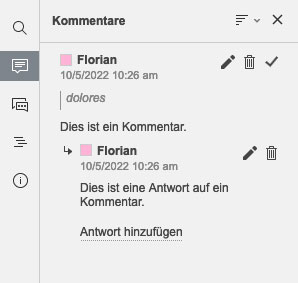 Kommentare
Florian
10/5/2022 10:26 am
dolores
Dies ist ein Kommentar.
Florian
10/5/2022 10:26 am
Dies ist eine Antwort auf ein
Kommentar.
Antwort hinzufügen